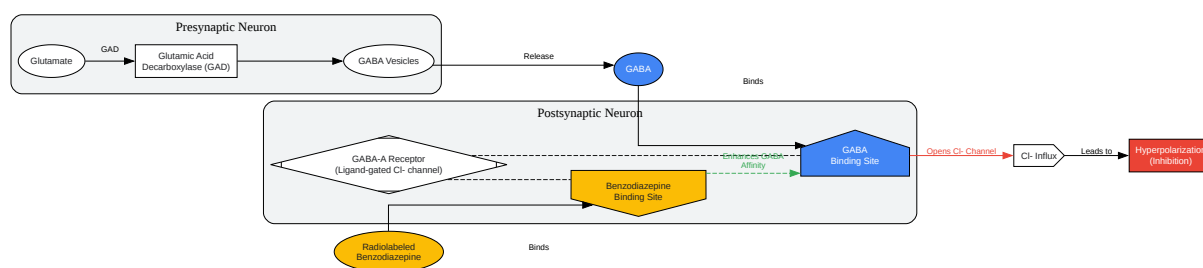 Presynaptic Neuron
Glutamate
GAD
Glutamic Acid
Decarboxylase (GAD)
GABA Vesicles
Release
GABA
Binds
Postsynaptic Neuron
GABA-A Receptor
(Ligand-gated Cl- channel)
Enhances GABA
Affinity
GABA
Binding Site
Opens Cl- Channel
Cl- Influx
Leads to
Hyperpolarization
(Inhibition)
Benzodiazepine
Binding Site
Radiolabeled
Benzodiazepine
Binds